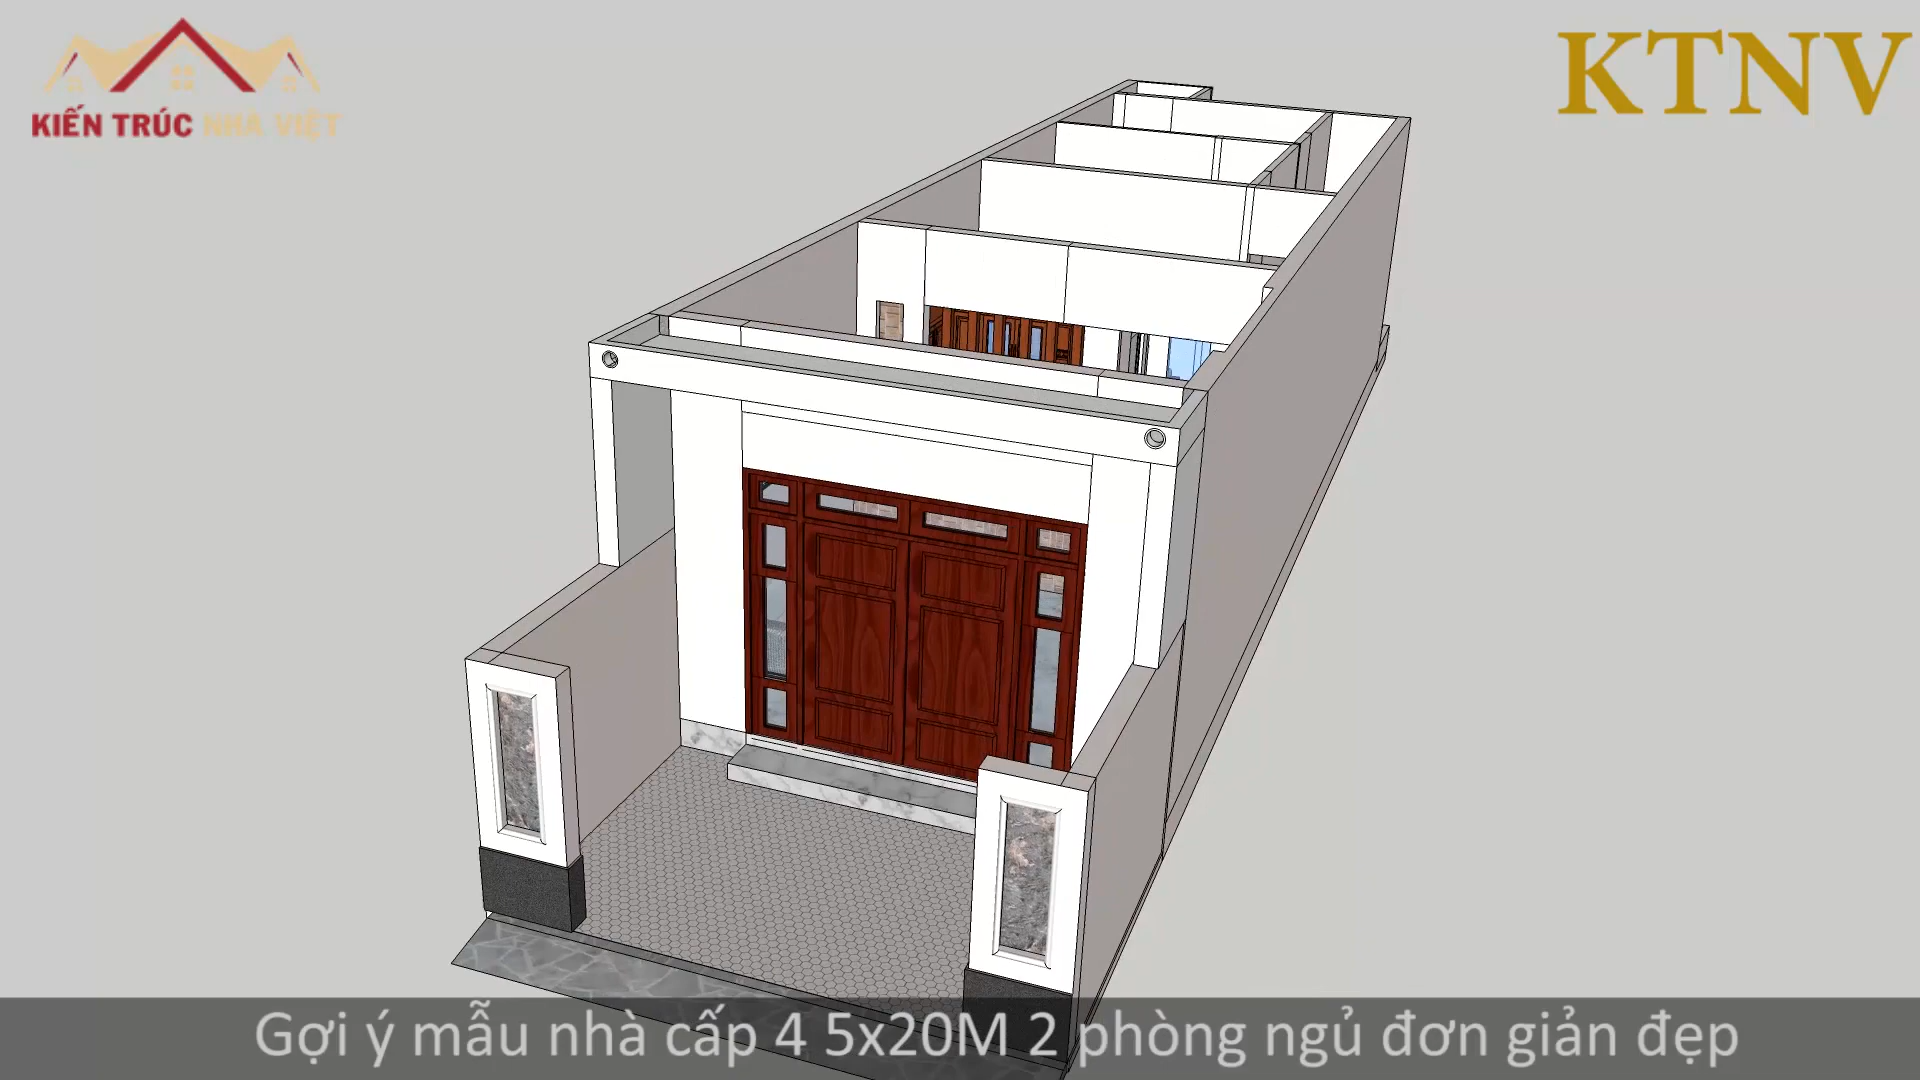 KIẾN TRÚC NHÀ VIỆT
KTNV
Gợi ý mẫu nhà cấp 4 5x20M 2 phòng ngủ đơn giản đẹp